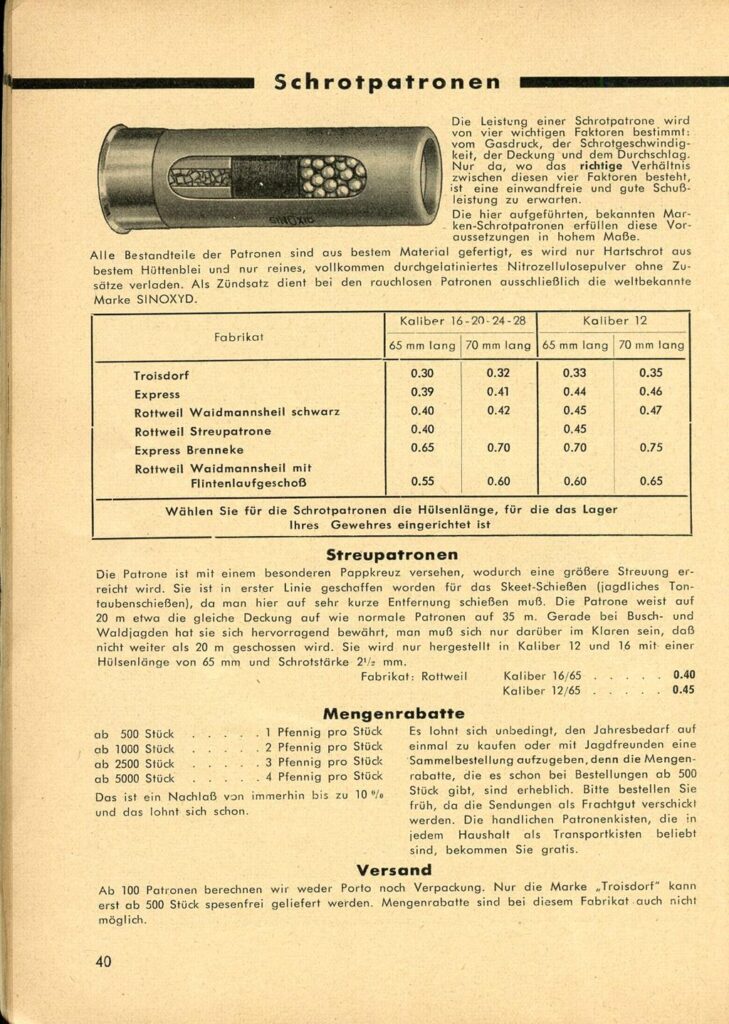 Schrotpatronen
SINOXID
Die Leistung einer Schrotpatrone wird
von vier wichtigen Faktoren bestimmt:
vom Gasdruck, der Schrotgeschwindig-
keit, der Deckung und dem Durchschlag.
Nur da, wo das richtige Verhältnis
zwischen diesen vier Faktoren besteht,
ist eine einwandfreie und gute Schuß-
leistung zu erwarten.
Die hier aufgeführten, bekannten Mar-
ken-Schrotpatronen erfüllen diese Vor-
aussetzungen in hohem Maße.
Alle Bestandteile der Patronen sind aus bestem Material gefertigt, es wird nur Hartschrot aus
bestem Hüttenblei und nur reines, vollkommen durchgelatiniertes Nitrozellulosepulver ohne Zu-
sätze verladen. Als Zündsatz dient bei den rauchlosen Patronen ausschließlich die weltbekannte
Marke SINOXYD.
Fabrikat Kaliber 16-20-24-28 Kaliber 12
65 mm lang 70 mm lang 65 mm lang 70 mm lang
Troisdorf 0.30 0.32 0.33 0.35
Express 0.39 0.41 0.44 0.46
Rottweil Waidmannsheil schwarz 0.40 0.42 0.45 0.47
Rottweil Streupatrone 0.40 0.45
Express Brenneke 0.65 0.70 0.70 0.75
Rottweil Waidmannsheil mit
Flintenlaufgeschoß 0.55 0.60 0.60 0.65
Wählen Sie für die Schrotpatronen die Hülsenlänge, für die das Lager
Ihres Gewehres eingerichtet ist
Streupatronen
Die Patrone ist mit einem besonderen Pappkreuz versehen, wodurch eine größere Streuung er-
reicht wird. Sie ist in erster Linie geschaffen worden für das Skeet-Schießen (jagdliches Ton-
taubenschießen), da man hier auf sehr kurze Entfernung schießen muß. Die Patrone weist auf
20 m etwa die gleiche Deckung auf wie normale Patronen auf 35 m. Gerade bei Busch- und
Waldjagden hat sie sich hervorragend bewährt, man muß sich nur darüber im Klaren sein, daß
nicht weiter als 20 m geschossen wird. Sie wird nur hergestellt in Kaliber 12 und 16 mit einer
Hülsenlänge von 65 mm und Schrotstärke 2½ mm.
Fabrikat: Rottweil Kaliber 16/65 . . . . . 0.40
Kaliber 12/65 . . . . . 0.45
Mengenrabatte
ab 500 Stück . . . . . 1 Pfennig pro Stück
ab 1000 Stück . . . . . 2 Pfennig pro Stück
ab 2500 Stück . . . . . 3 Pfennig pro Stück
ab 5000 Stück . . . . . 4 Pfennig pro Stück
Das ist ein Nachlaß von immerhin bis zu 10 %
und das lohnt sich schon.
Es lohnt sich unbedingt, den Jahresbedarf auf
einmal zu kaufen oder mit Jagdfreunden eine
Sammelbestellung aufzugeben, denn die Mengen-
rabatte, die es schon bei Bestellungen ab 500
Stück gibt, sind erheblich. Bitte bestellen Sie
früh, da die Sendungen als Frachtgut verschickt
werden. Die handlichen Patronenkisten, die in
jedem Haushalt als Transportkisten beliebt
sind, bekommen Sie gratis.
Versand
Ab 100 Patronen berechnen wir weder Porto noch Verpackung. Nur die Marke „Troisdorf" kann
erst ab 500 Stück spesenfrei geliefert werden. Mengenrabatte sind bei diesem Fabrikat auch nicht
möglich.
40